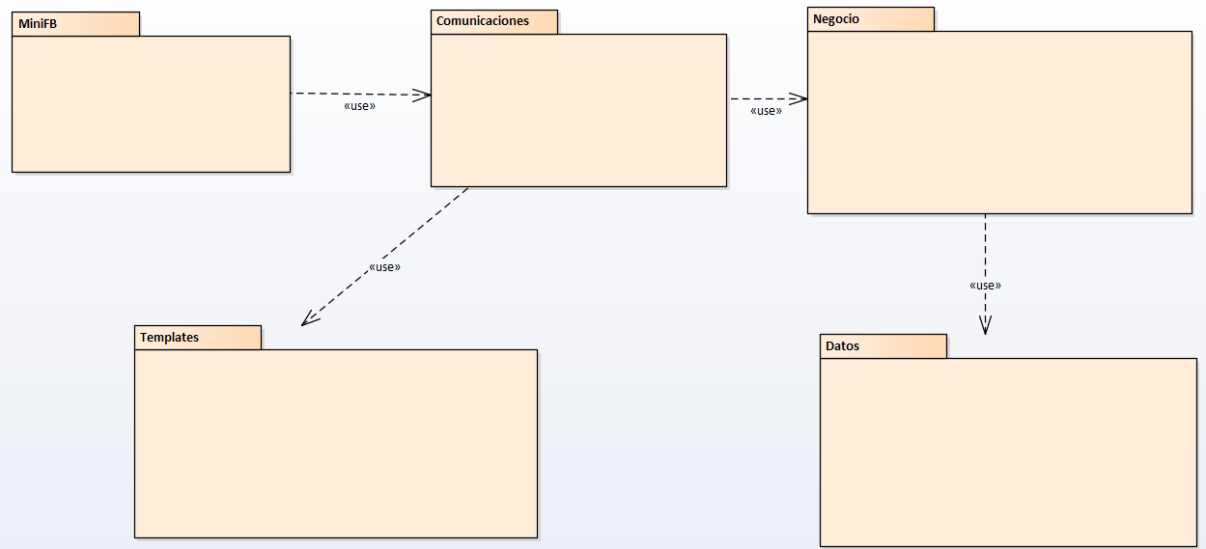 MiniFB
Comunicaciones
Negocio
«use»
«use»
«use»
«use»
Templates
Datos